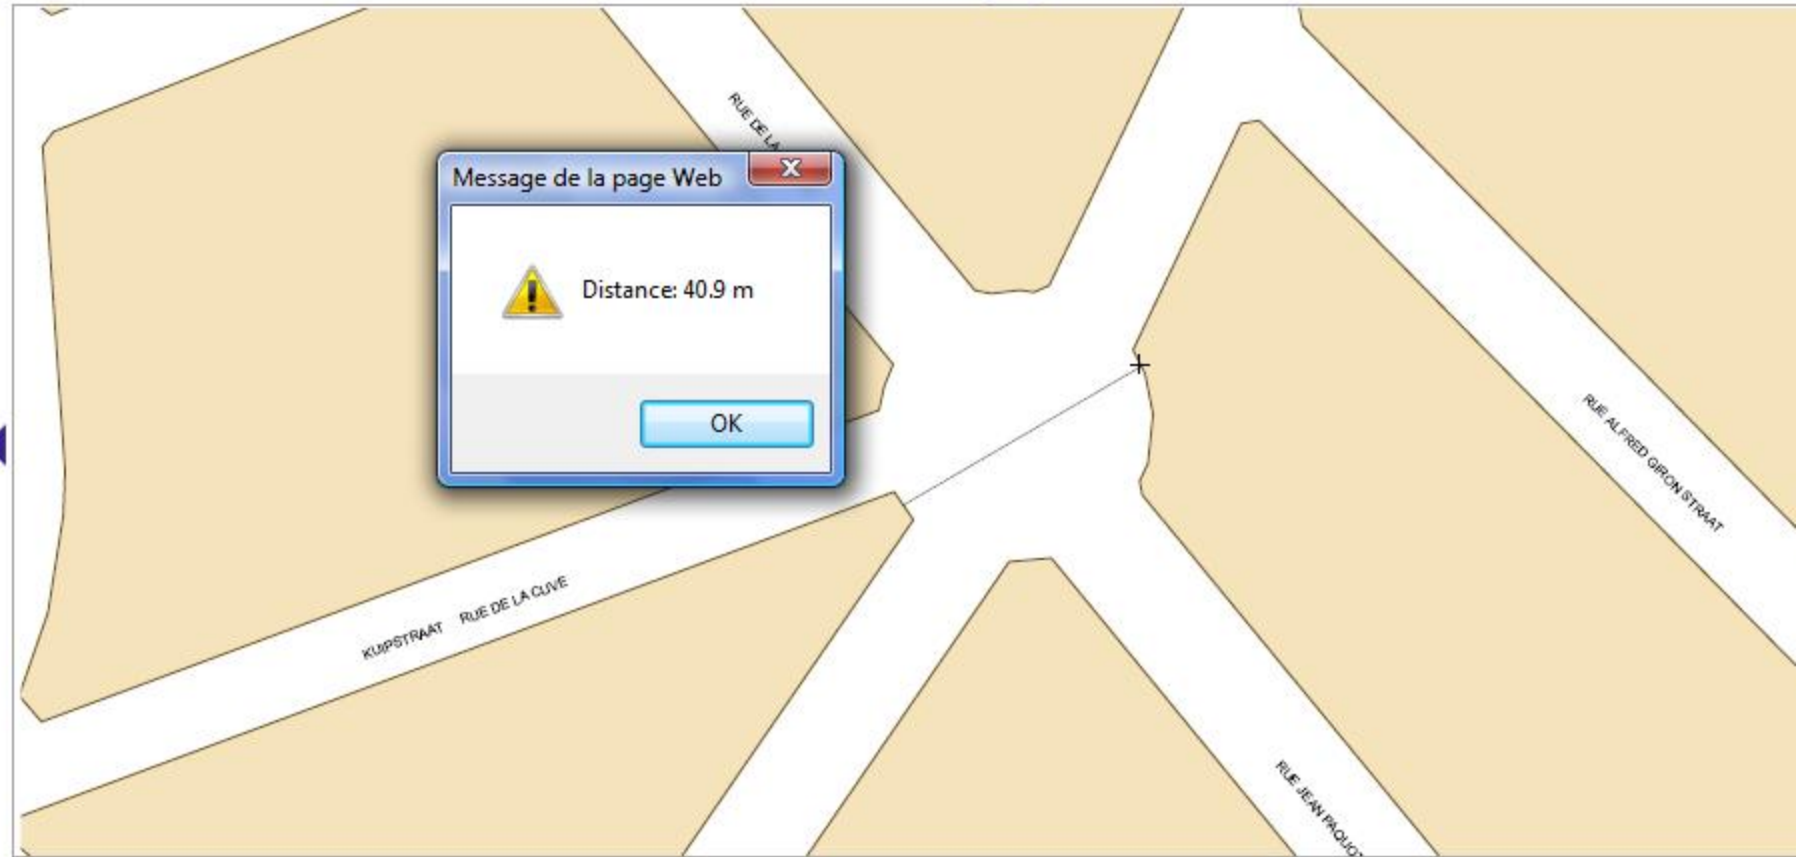 RUE DE LA
Message de la page Web
Distance: 40.9 m
OK
RUE ALFRED GIRON STRAAT
KUIPSTRAAT RUE DE LA CUVE
RUE JEAN PAQUOT